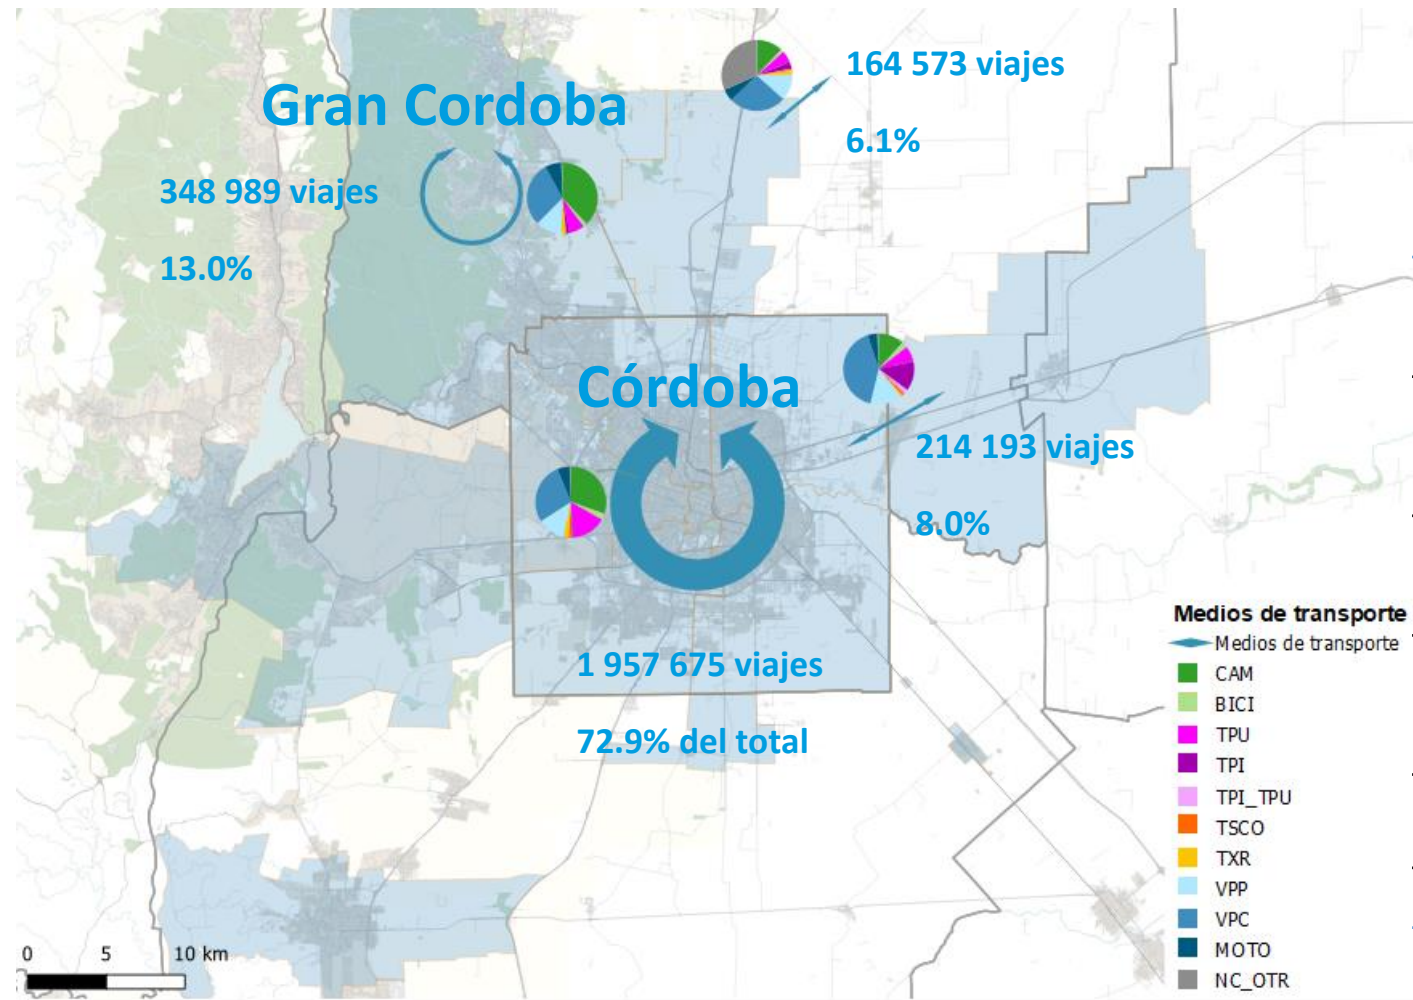 164 573 viajes
6.1%
Gran Cordoba
348 989 viajes
13.0%
Córdoba
214 193 viajes
8.0%
1 957 675 viajes
72.9% del total
Medios de transporte
Medios de transporte
CAM
BICI
TPU
TPI
TPI_TPU
TSCO
TXR
VPP
VPC
MOTO
NC_OTR
0 5 10 km